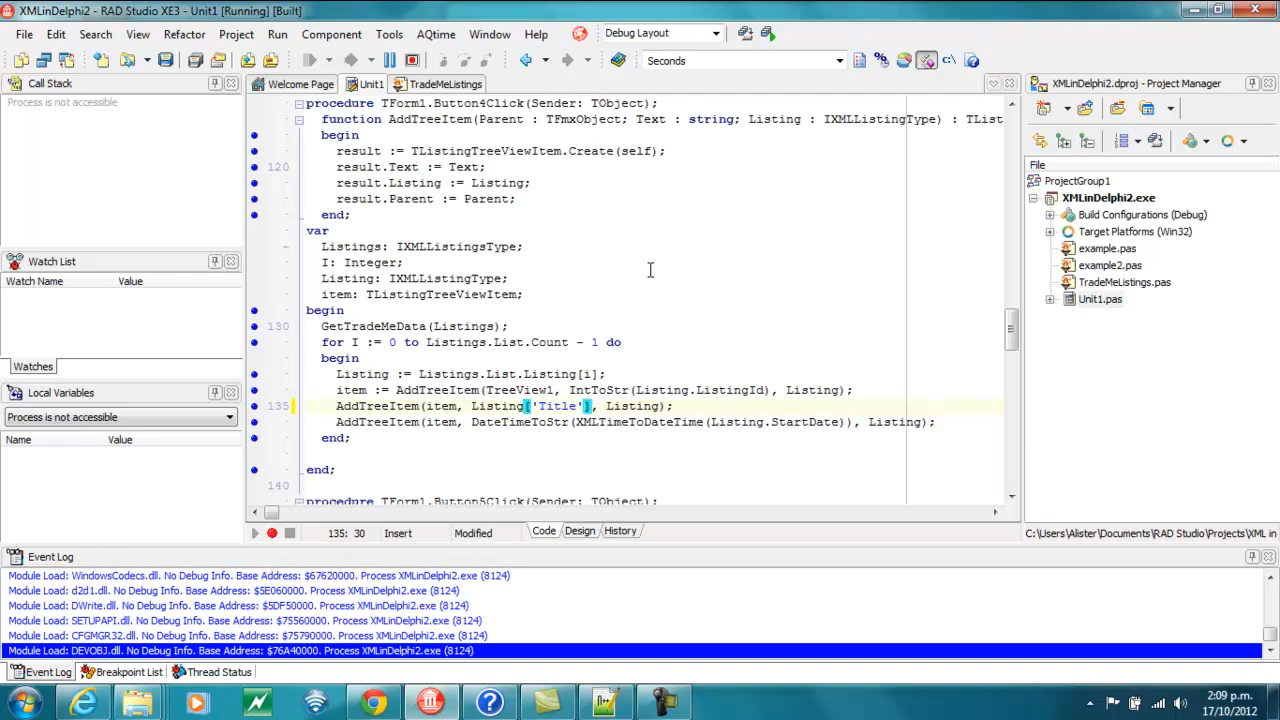 XMLinDelphi2 - RAD Studio XE3 - Unit1 [Running] [Built]
File Edit Search View Refactor Project Run Component Tools AQtime Window Help
Debug Layout
Seconds
C:\
Call Stack
Process is not accessible
Watch List
Watch Name Value
Watches
Local Variables
Process is not accessible
Name Value
Welcome Page Unit1 TradeMeListings
procedure TForm1.Button4Click(Sender: TObject);
function AddTreeItem(Parent : TFmxObject; Text : string; Listing : IXMLListingType) : TList
begin
result := TListingTreeViewItem.Create(self);
120 result.Text := Text;
result.Listing := Listing;
result.Parent := Parent;
end;
var
Listings: IXMLListingsType;
I: Integer;
Listing: IXMLListingType;
item: TListingTreeViewItem;
begin
130 GetTradeMeData(Listings);
for I := 0 to Listings.List.Count - 1 do
begin
Listing := Listings.List.Listing[i];
item := AddTreeItem(TreeView1, IntToStr(Listing.ListingId), Listing);
135 AddTreeItem(item, Listing['Title'], Listing);
AddTreeItem(item, DateTimeToStr(XMLTimeToDateTime(Listing.StartDate)), Listing);
end;
end;
140
procedure TForm1.Button5Click(Sender: TObject);
135: 30 Insert Modified Code Design History
XMLinDelphi2.dproj - Project Manager
File
ProjectGroup1
XMLinDelphi2.exe
Build Configurations (Debug)
Target Platforms (Win32)
example.pas
example2.pas
TradeMeListings.pas
Unit1.pas
C:\Users\Alister\Documents\RAD Studio\Projects\XML in
Event Log
Module Load: WindowsCodecs.dll. No Debug Info. Base Address: $67620000. Process XMLinDelphi2.exe (8124)
Module Load: d2d1.dll. No Debug Info. Base Address: $5E060000. Process XMLinDelphi2.exe (8124)
Module Load: DWrite.dll. No Debug Info. Base Address: $5DF50000. Process XMLinDelphi2.exe (8124)
Module Load: SETUPAPI.dll. No Debug Info. Base Address: $75560000. Process XMLinDelphi2.exe (8124)
Module Load: CFGMGR32.dll. No Debug Info. Base Address: $75790000. Process XMLinDelphi2.exe (8124)
Module Load: DEVOBJ.dll. No Debug Info. Base Address: $76A40000. Process XMLinDelphi2.exe (8124)
Event Log Breakpoint List Thread Status
2:09 p.m.
17/10/2012